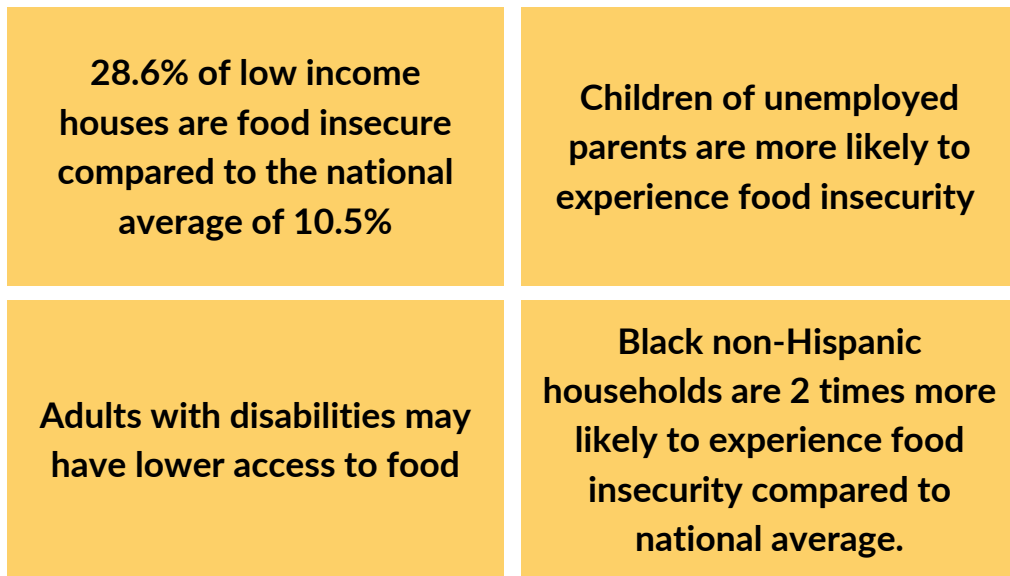 28.6% of low income
houses are food insecure
compared to the national
average of 10.5%
Children of unemployed
parents are more likely to
experience food insecurity
Adults with disabilities may
have lower access to food
Black non-Hispanic
households are 2 times more
likely to experience food
insecurity compared to
national average.